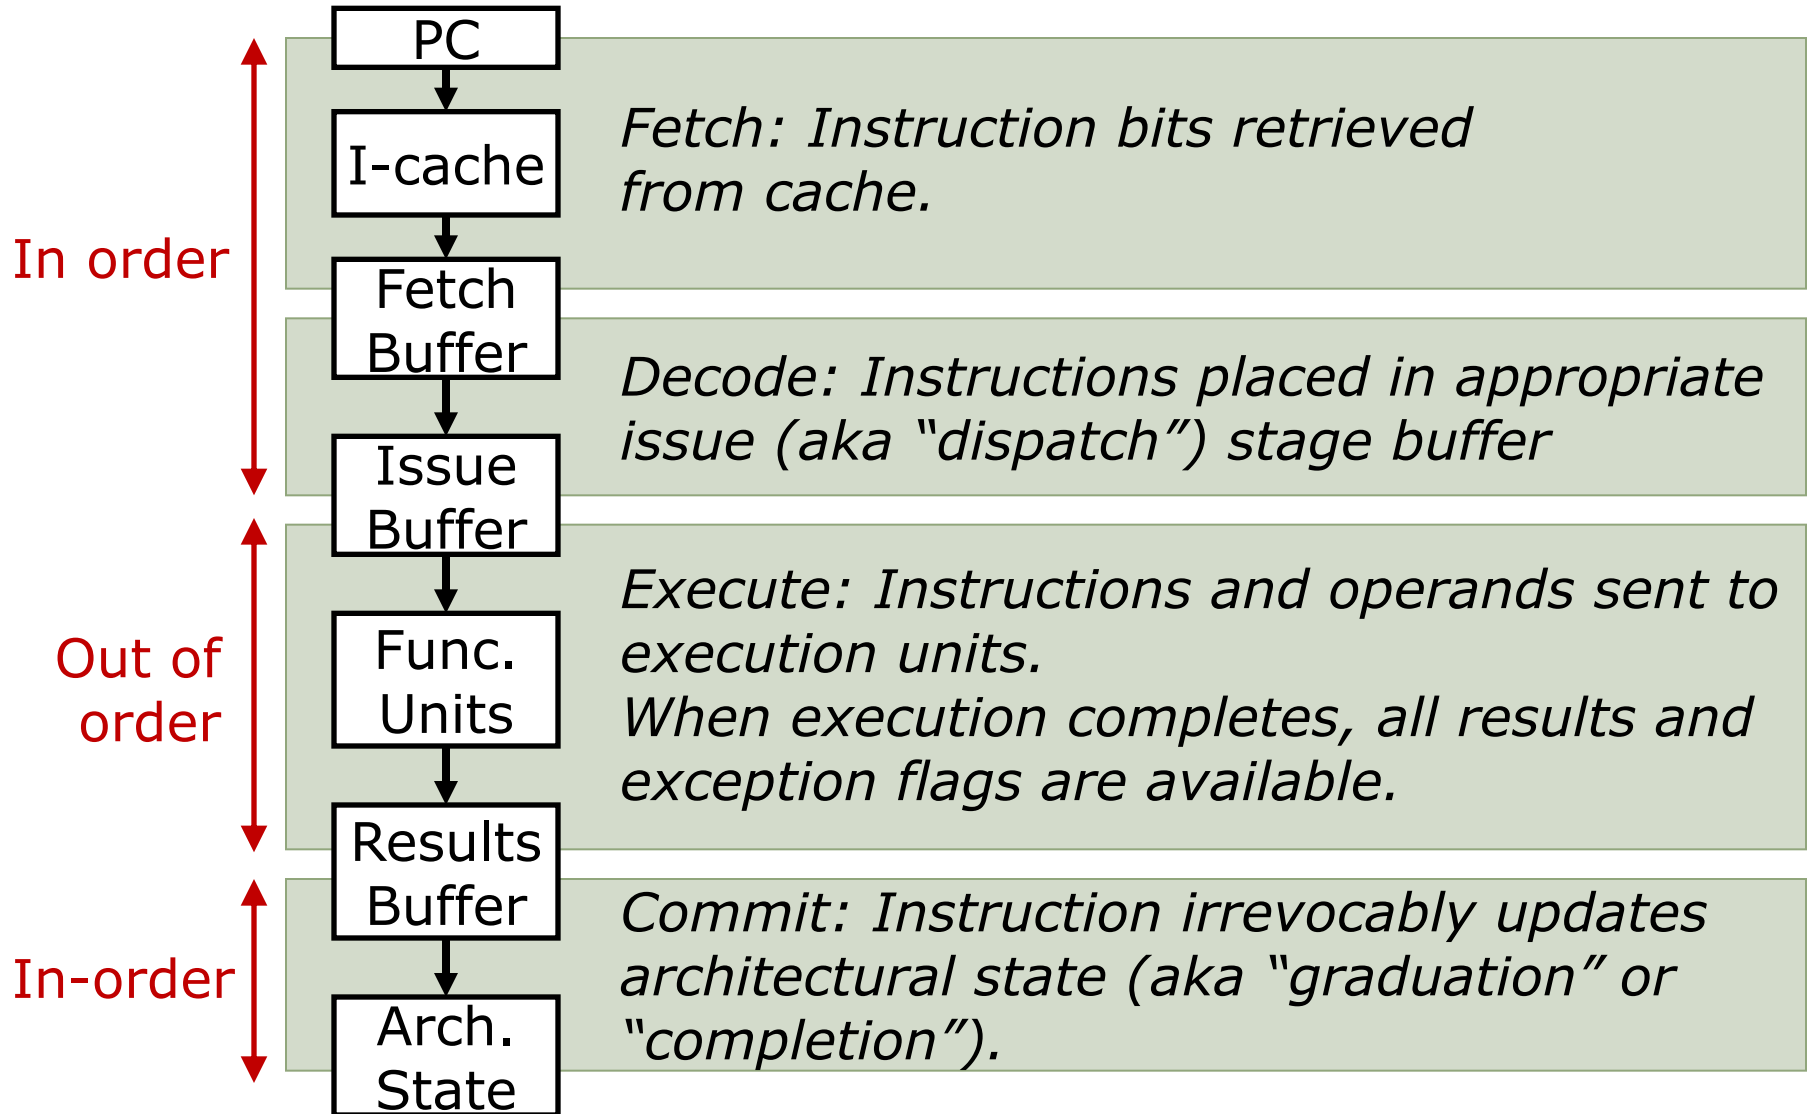 PC
I-cache
Fetch: Instruction bits retrieved
from cache.
In order
Fetch
Buffer
Decode: Instructions placed in appropriate
issue (aka “dispatch”) stage buffer
Issue
Buffer
Execute: Instructions and operands sent to
execution units.
When execution completes, all results and
exception flags are available.
Out of
order
Func.
Units
Results
Buffer
Commit: Instruction irrevocably updates
architectural state (aka “graduation” or
“completion”).
In-order
Arch.
State